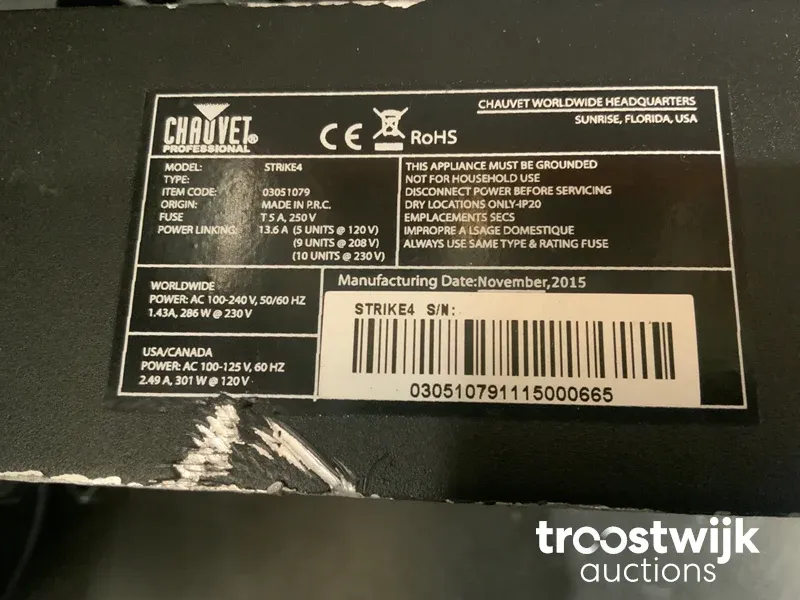 CHAUVET®
PROFESSIONAL
CE RoHS
CHAUVET WORLDWIDE HEADQUARTERS
SUNRISE, FLORIDA, USA
MODEL: STRIKE4
TYPE:
ITEM CODE: 03051079
ORIGIN: MADE IN P.R.C.
FUSE T 5 A, 250 V
POWER LINKING: 13.6 A (5 UNITS @ 120 V)
(9 UNITS @ 208 V)
(10 UNITS @ 230 V)
THIS APPLIANCE MUST BE GROUNDED
NOT FOR HOUSEHOLD USE
DISCONNECT POWER BEFORE SERVICING
DRY LOCATIONS ONLY-IP20
EMPLACEMENTS SECS
IMPROPRE A LSAGE DOMESTIQUE
ALWAYS USE SAME TYPE & RATING FUSE
WORLDWIDE
POWER: AC 100-240 V, 50/60 HZ
1.43A, 286 W @ 230 V
USA/CANADA
POWER: AC 100-125 V, 60 HZ
2.49 A, 301 W @ 120 V
Manufacturing Date:November,2015
STRIKE4 S/N:
030510791115000665
troostwijk
auctions